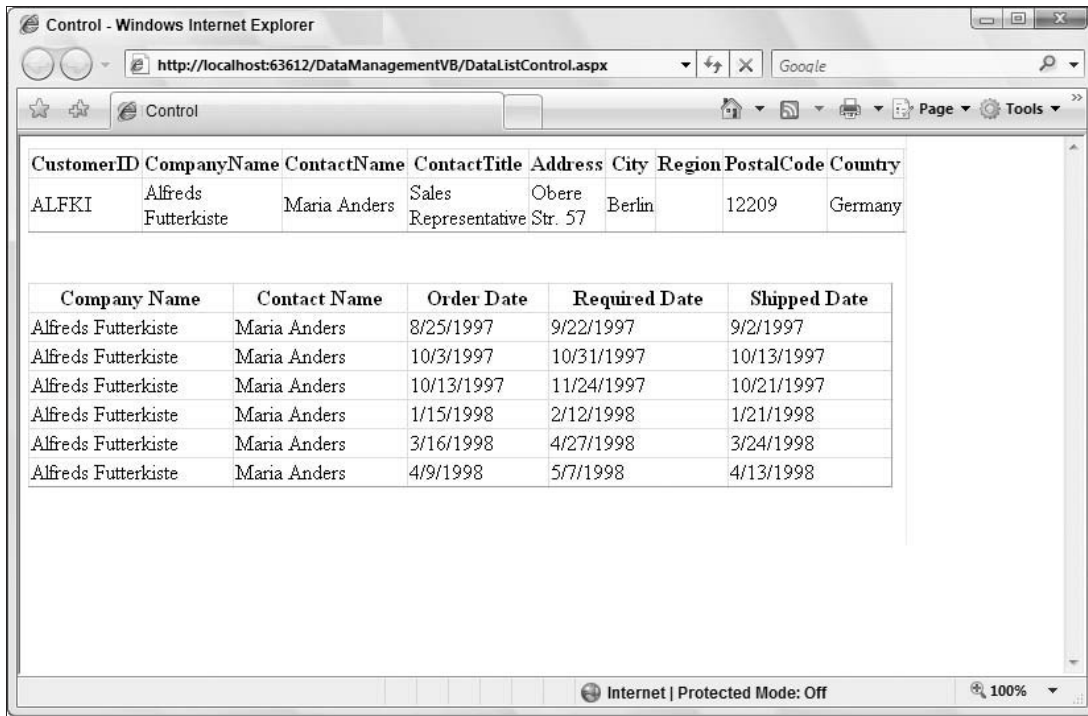 Control - Windows Internet Explorer
http://localhost:63612/DataManagementVB/DataListControl.aspx
Google
Control
Page
Tools
CustomerID CompanyName ContactName ContactTitle Address City Region PostalCode Country
ALFKI Alfreds Futterkiste Maria Anders Sales Representative Obere Str. 57 Berlin 12209 Germany
Company Name Contact Name Order Date Required Date Shipped Date
Alfreds Futterkiste Maria Anders 8/25/1997 9/22/1997 9/2/1997
Alfreds Futterkiste Maria Anders 10/3/1997 10/31/1997 10/13/1997
Alfreds Futterkiste Maria Anders 10/13/1997 11/24/1997 10/21/1997
Alfreds Futterkiste Maria Anders 1/15/1998 2/12/1998 1/21/1998
Alfreds Futterkiste Maria Anders 3/16/1998 4/27/1998 3/24/1998
Alfreds Futterkiste Maria Anders 4/9/1998 5/7/1998 4/13/1998
Internet | Protected Mode: Off
100%